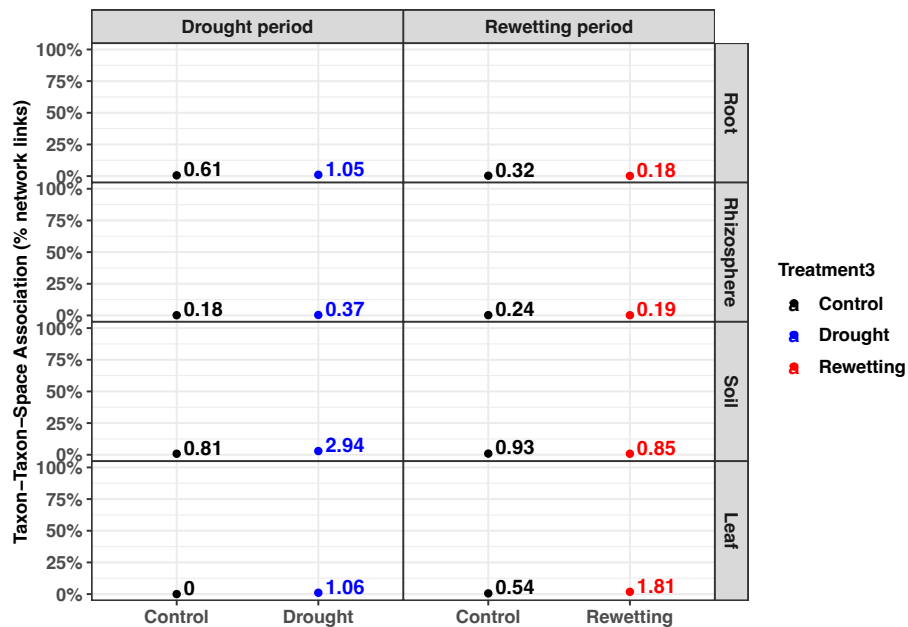 Drought period
Rewetting period
Taxon−Taxon−Space Association (% network links)
100%
75%
50%
25%
0%
0.61
1.05
0.32
0.18
Root
100%
75%
50%
25%
0%
0.18
0.37
0.24
0.19
Rhizosphere
100%
75%
50%
25%
0%
0.81
2.94
0.93
0.85
Soil
100%
75%
50%
25%
0%
0
1.06
0.54
1.81
Leaf
Control
Drought
Control
Rewetting
Treatment3
a Control
a Drought
a Rewetting